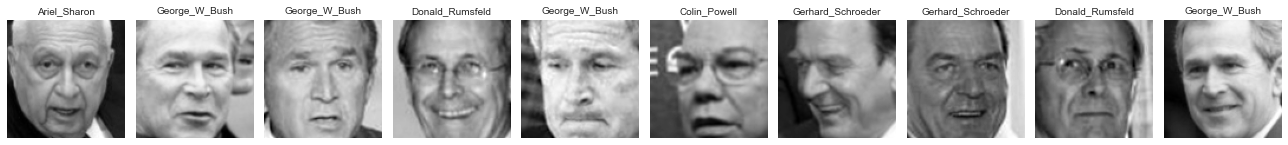 Ariel_Sharon
George_W_Bush
George_W_Bush
Donald_Rumsfeld
George_W_Bush
Colin_Powell
Gerhard_Schroeder
Gerhard_Schroeder
Donald_Rumsfeld
George_W_Bush